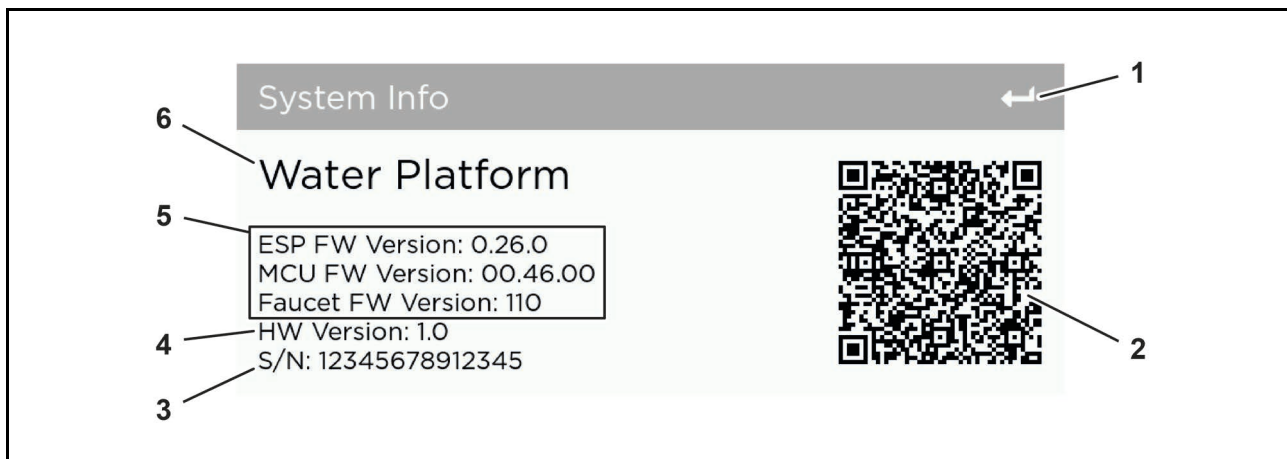 System Info
1
6
Water Platform
5
ESP FW Version: 0.26.0
MCU FW Version: 00.46.00
Faucet FW Version: 110
HW Version: 1.0
4
S/N: 12345678912345
2
3